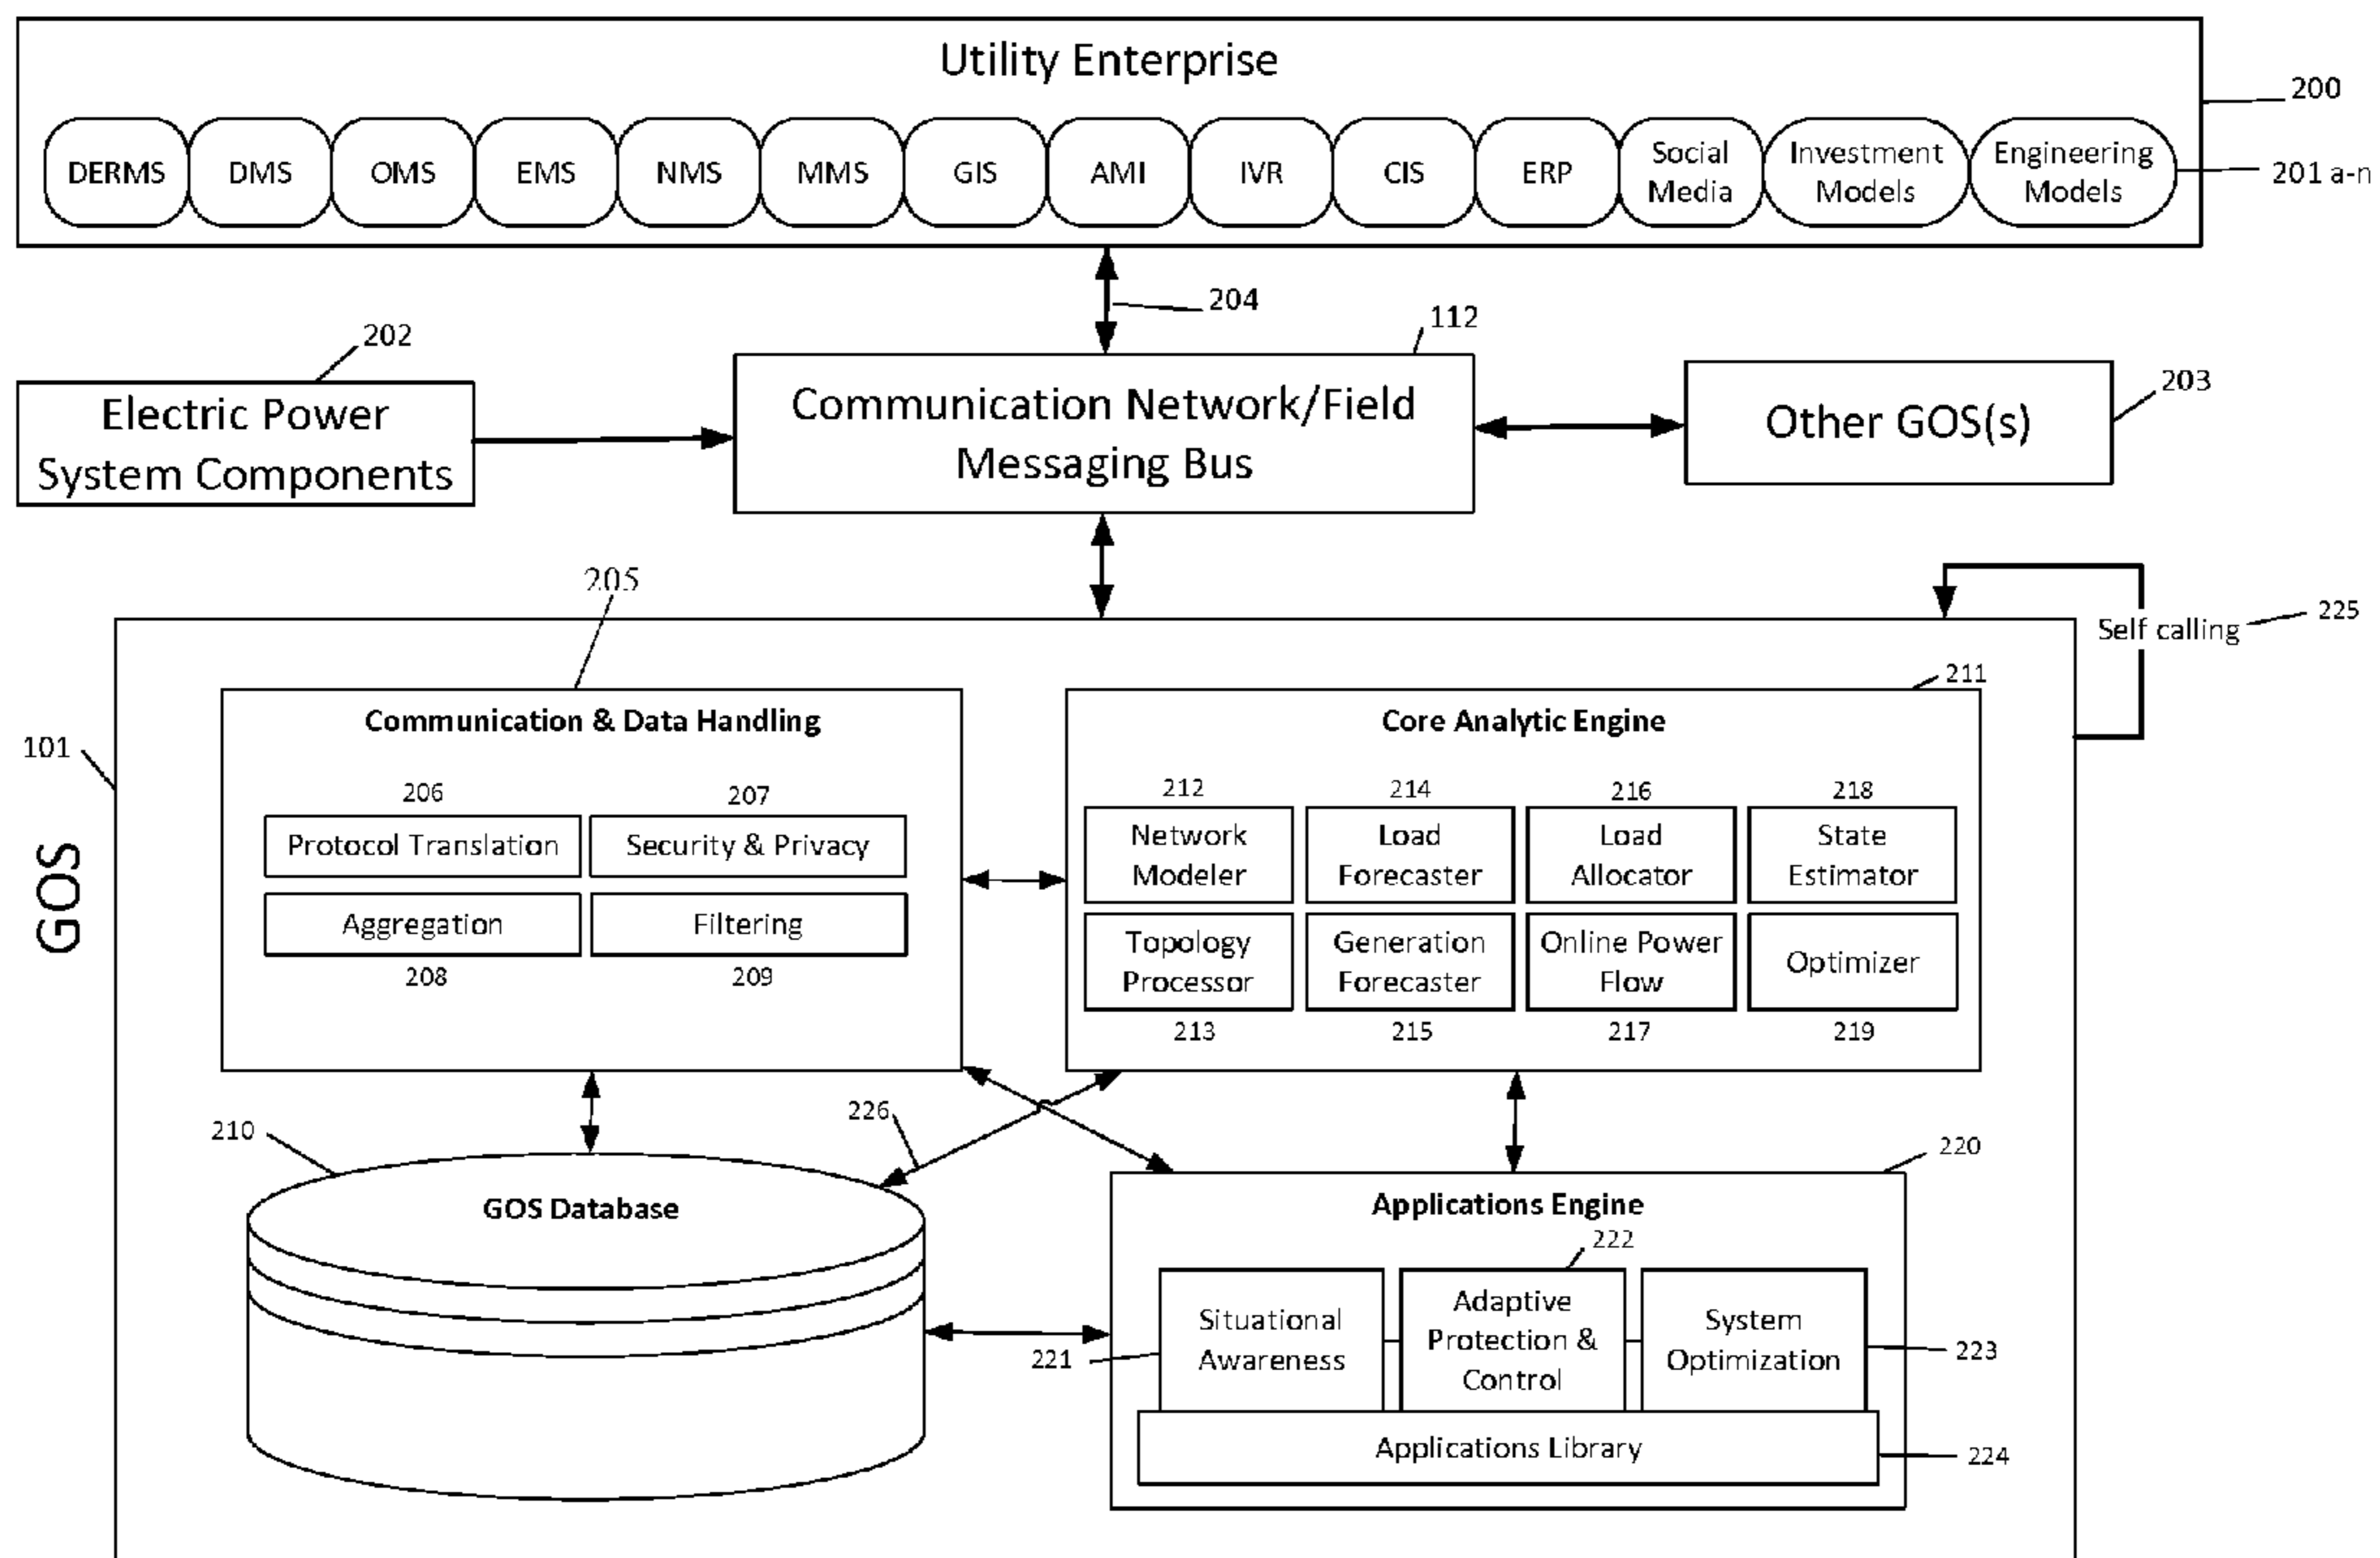 Utility Enterprise
200
DERMS DMS OMS EMS NMS MMS GIS AMI IVR CIS ERP Social Media Investment Models Engineering Models
201 a-n
204
112
202
Electric Power
System Components
Communication Network/Field
Messaging Bus
Other GOS(s)
203
205
Self calling
225
101
GOS
Communication & Data Handling
206
207
Protocol Translation
Security & Privacy
Aggregation
Filtering
208
209
211
Core Analytic Engine
212
214
216
218
Network
Modeler
Load
Forecaster
Load
Allocator
State
Estimator
Topology
Processor
Generation
Forecaster
Online Power
Flow
Optimizer
213
215
217
219
226
210
GOS Database
220
Applications Engine
222
Situational
Awareness
221
Adaptive
Protection &
Control
System
Optimization
223
Applications Library
224